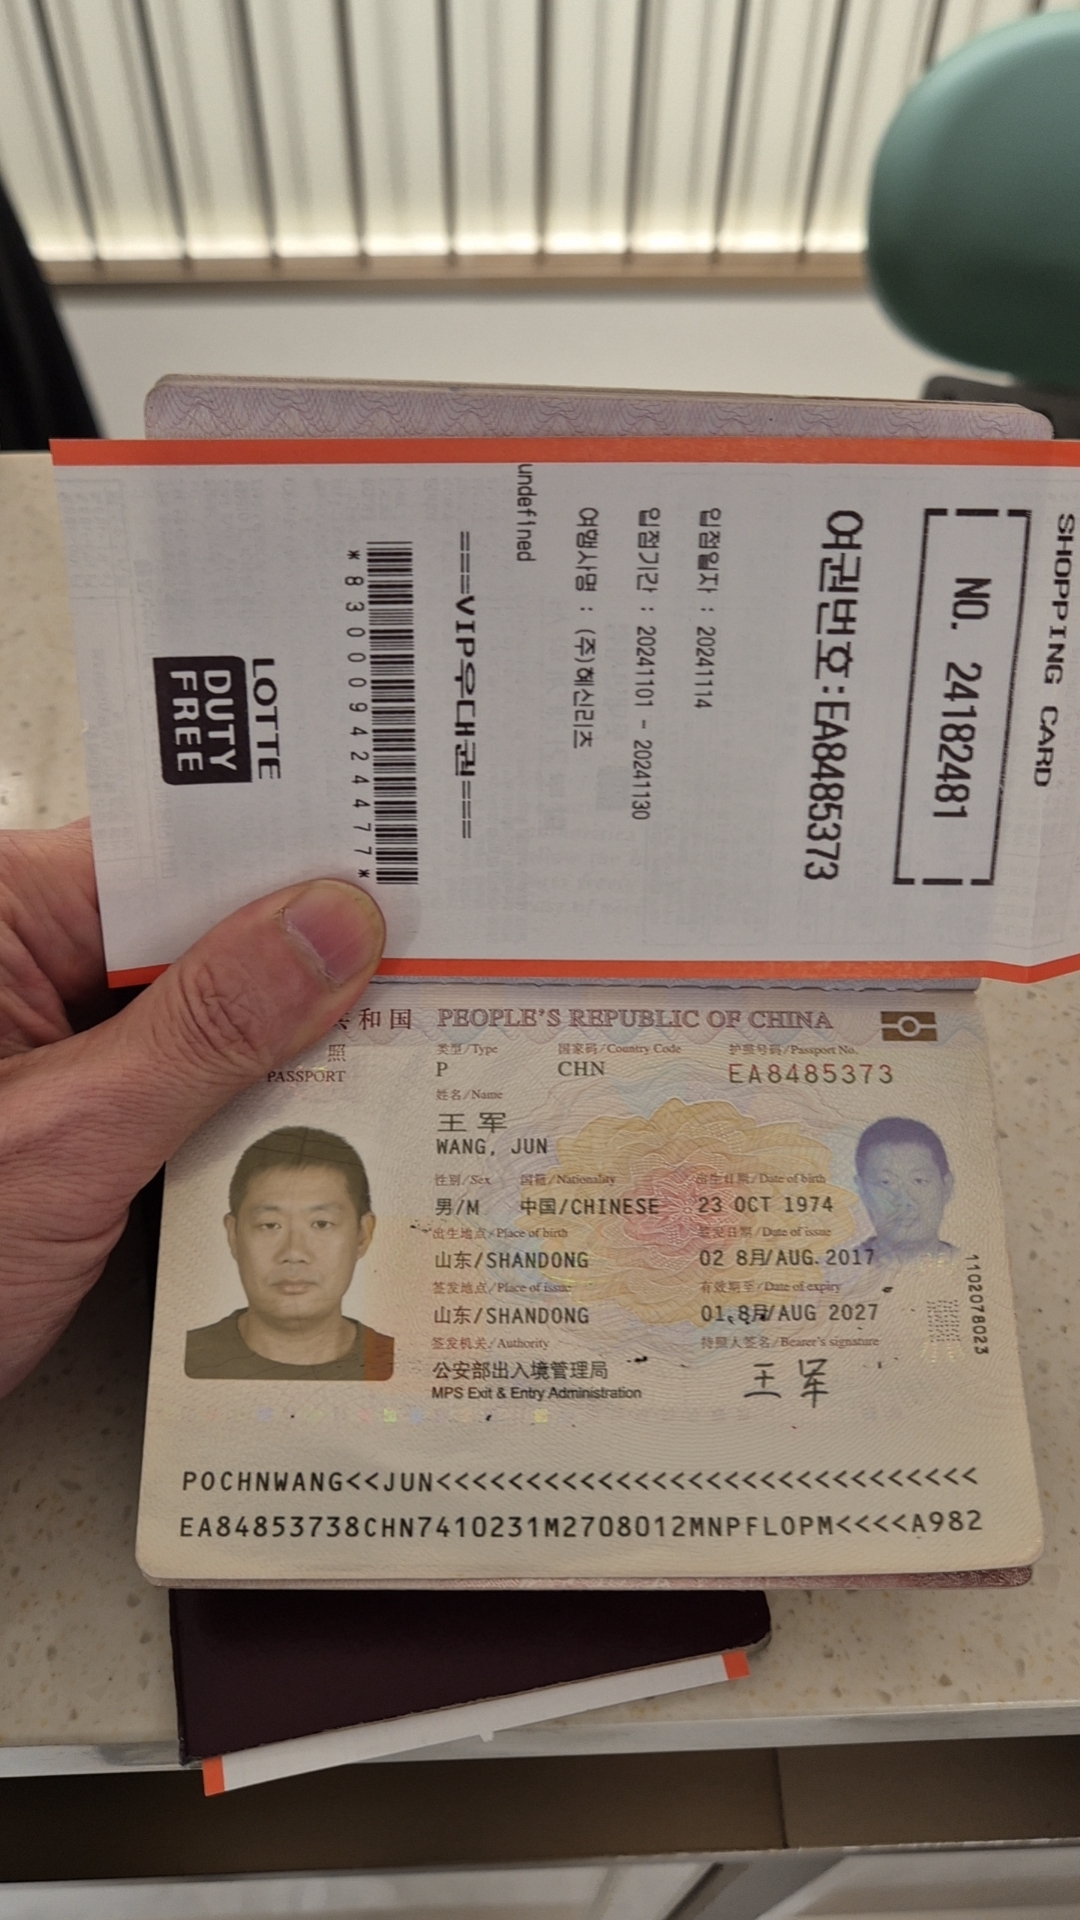 SHOPPING CARD
NO. 24182481
여권번호:EA8485373
입점일자 : 20241114
입점기간 : 20241101 - 20241130
여행사명 : (주)혜신리츠
undefined
===VIP우대권===
*83000942447 7*
LOTTE
DUTY
FREE
共和国 PEOPLE'S REPUBLIC OF CHINA
照
PASSPORT
类型/Type 国家码/Country Code 护照号码/Passport No.
P CHN EA8485373
姓名/Name
王军
WANG, JUN
性别/Sex 国籍/Nationality 出生日期/Date of birth
男/M 中国/CHINESE 23 OCT 1974
出生地点/Place of birth 签发日期/Date of issue
山东/SHANDONG 02 8月/AUG. 2017
签发地点/Place of issue 有效期至/Date of expiry
山东/SHANDONG 01 8月/AUG 2027
签发机关/Authority 持照人签名/Bearer's signature
公安部出入境管理局 王军
MPS Exit & Entry Administration
1102078023
POCHNWANG<<JUN<<<<<<<<<<<<<<<<<<<<<<<<<<<<<<
EA84853738CHN7410231M2708012MNPFLOPM<<<<A982